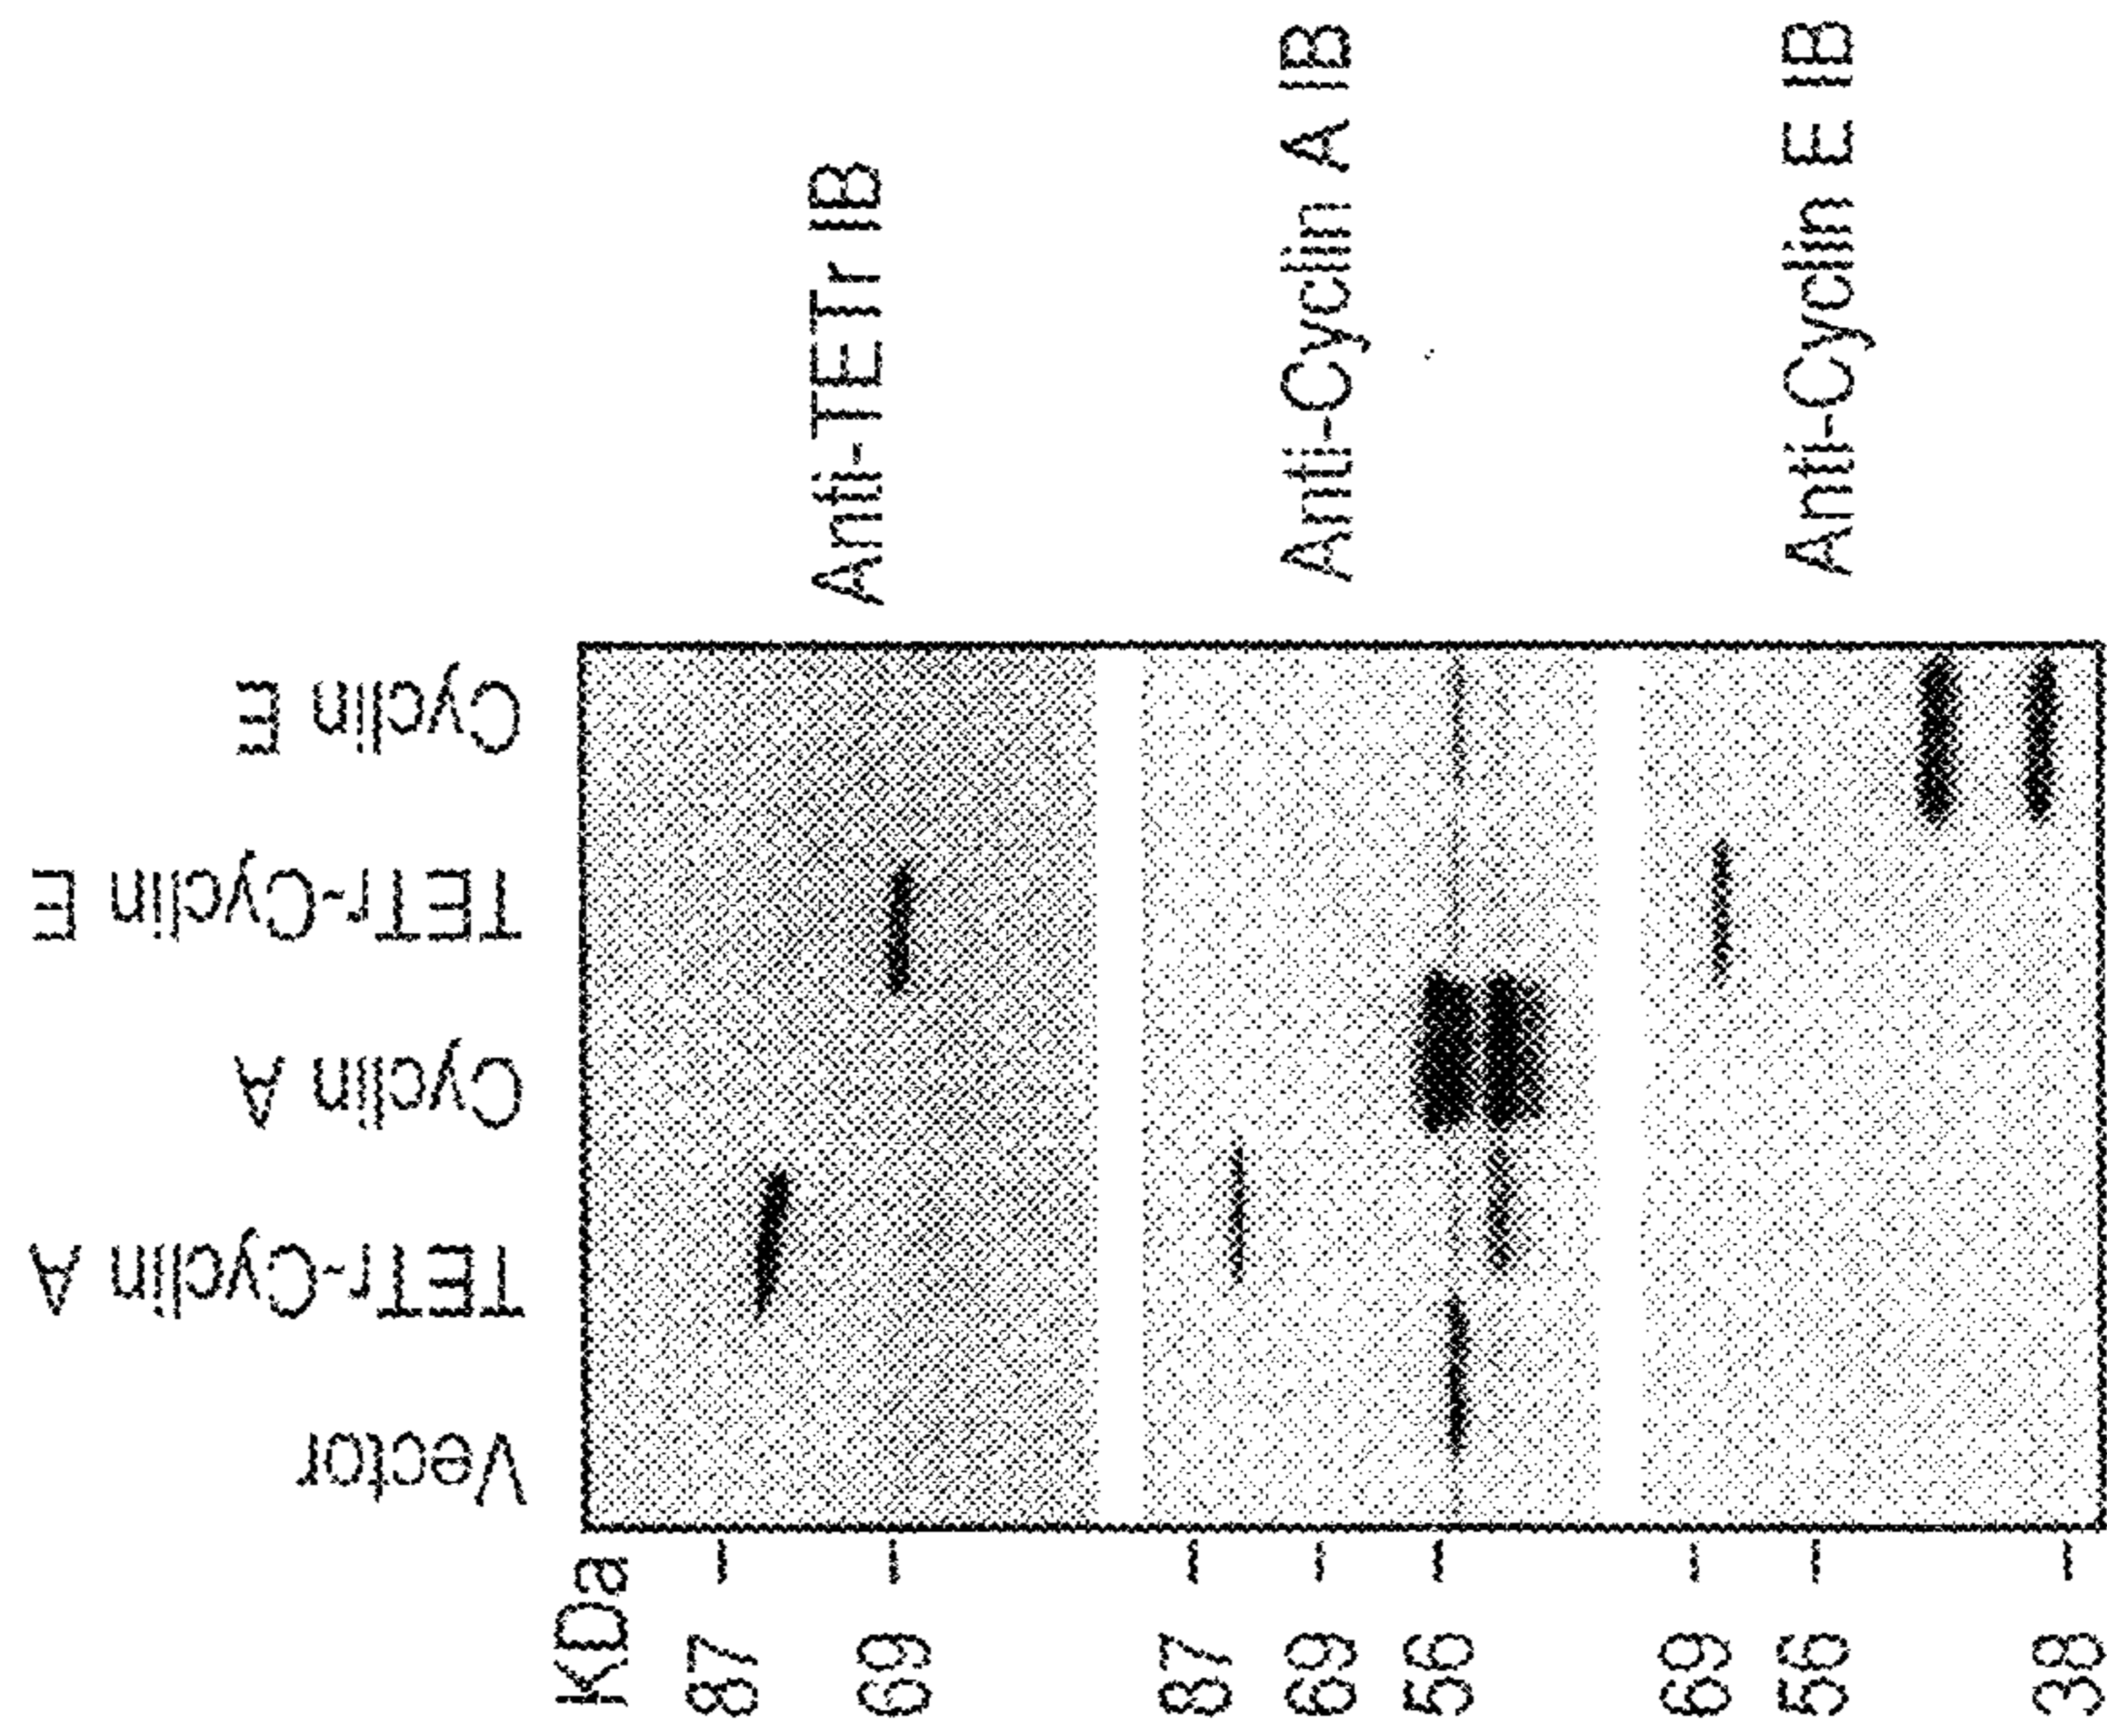 Vector
TETr-Cyclin A
Cyclin A
TETr-Cyclin E
Cyclin E
KDa
87
69
Anti-TETr IB
87
69
56
Anti-Cyclin A IB
69
56
38
Anti-Cyclin E IB